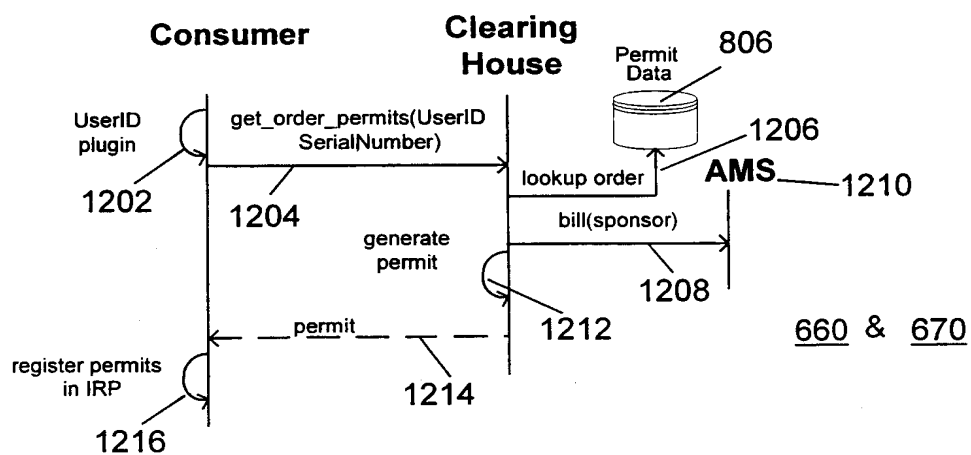 Consumer
Clearing
House
Permit
Data
806
UserID
plugin
get_order_permits(UserID
SerialNumber)
1202
1204
1206
lookup order
AMS
1210
bill(sponsor)
generate
permit
1208
1212
660 & 670
permit
1214
register permits
in IRP
1216